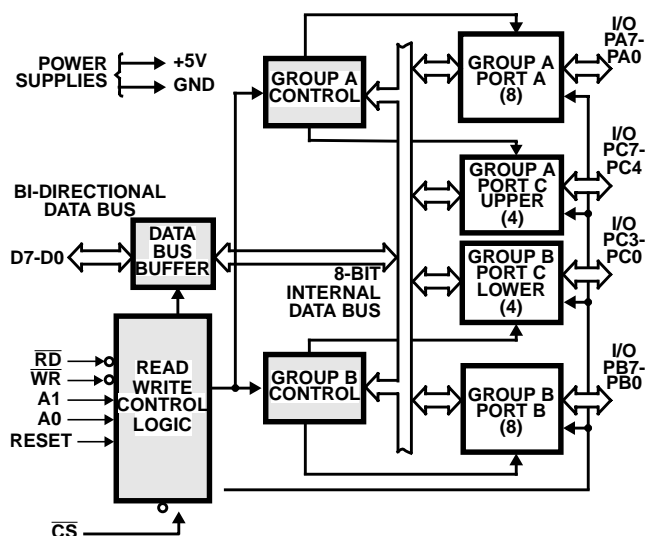 POWER
SUPPLIES
+5V
GND
GROUP A
CONTROL
GROUP A
PORT A
(8)
I/O
PA7-
PA0
GROUP A
PORT C
UPPER
(4)
I/O
PC7-
PC4
BI-DIRECTIONAL
DATA BUS
D7-D0
DATA
BUS
BUFFER
8-BIT
INTERNAL
DATA BUS
GROUP B
PORT C
LOWER
(4)
I/O
PC3-
PC0
RD
WR
A1
A0
RESET
READ
WRITE
CONTROL
LOGIC
GROUP B
CONTROL
GROUP B
PORT B
(8)
I/O
PB7-
PB0
CS